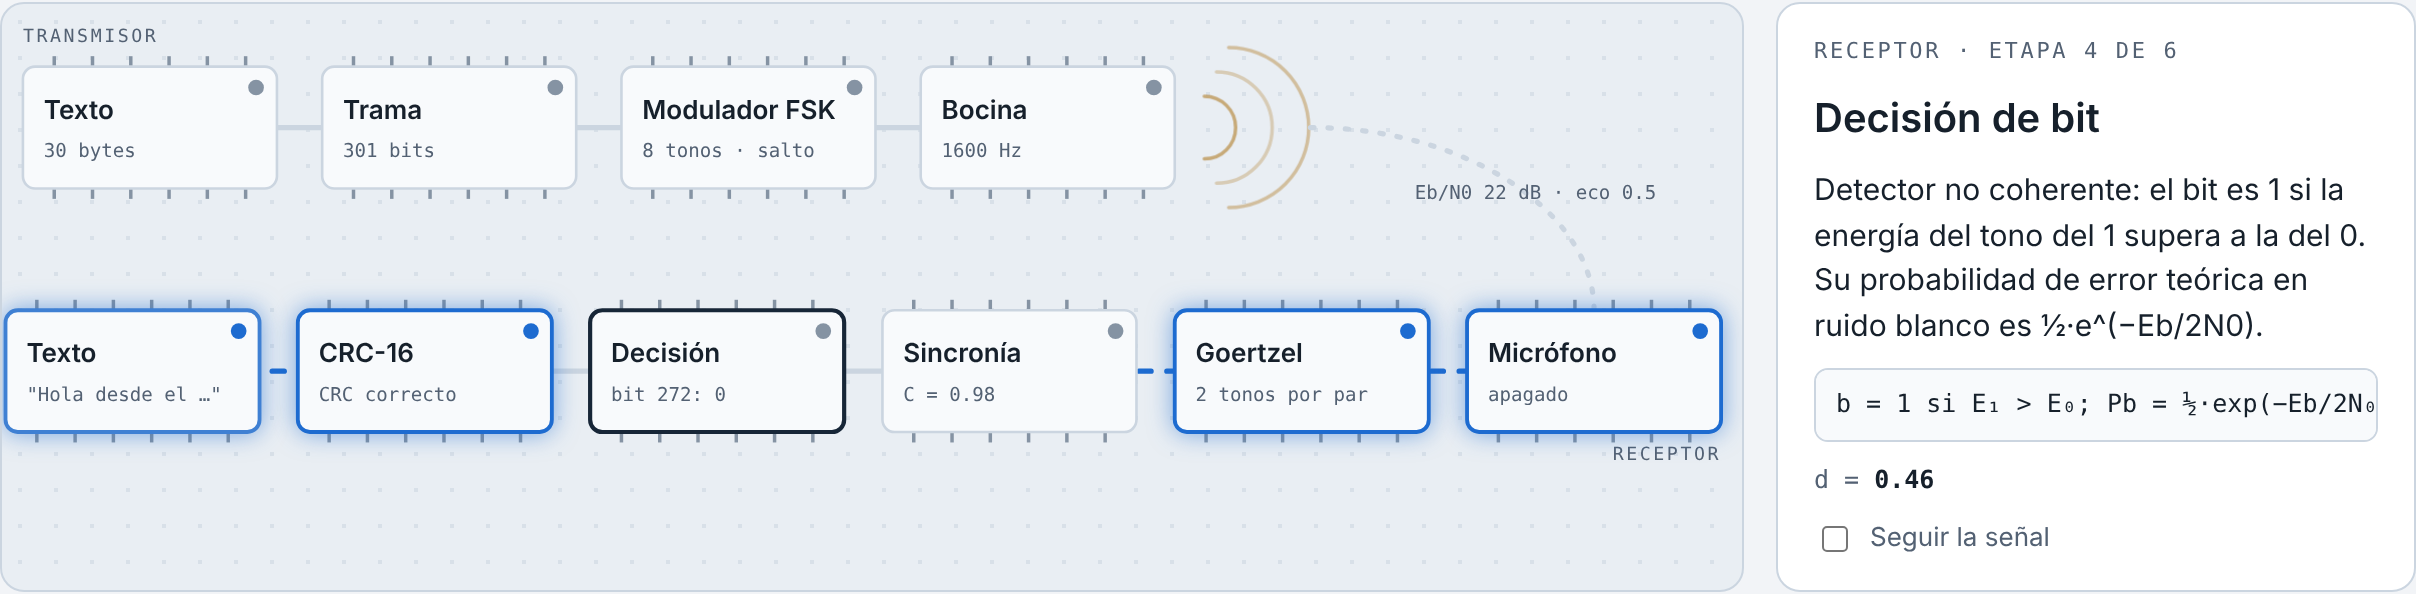 TRANSMISOR
Texto
30 bytes
Trama
301 bits
Modulador FSK
8 tonos · salto
Bocina
1600 Hz
Eb/N0 22 dB · eco 0.5
Texto
"Hola desde el …"
CRC-16
CRC correcto
Decisión
bit 272: 0
Sincronía
C = 0.98
Goertzel
2 tonos por par
Micrófono
apagado
RECEPTOR
RECEPTOR · ETAPA 4 DE 6
Decisión de bit
Detector no coherente: el bit es 1 si la
energía del tono del 1 supera a la del 0.
Su probabilidad de error teórica en
ruido blanco es ½·e^(−Eb/2N0).
b = 1 si E₁ > E₀; Pb = ½·exp(−Eb/2N₀
d = 0.46
Seguir la señal